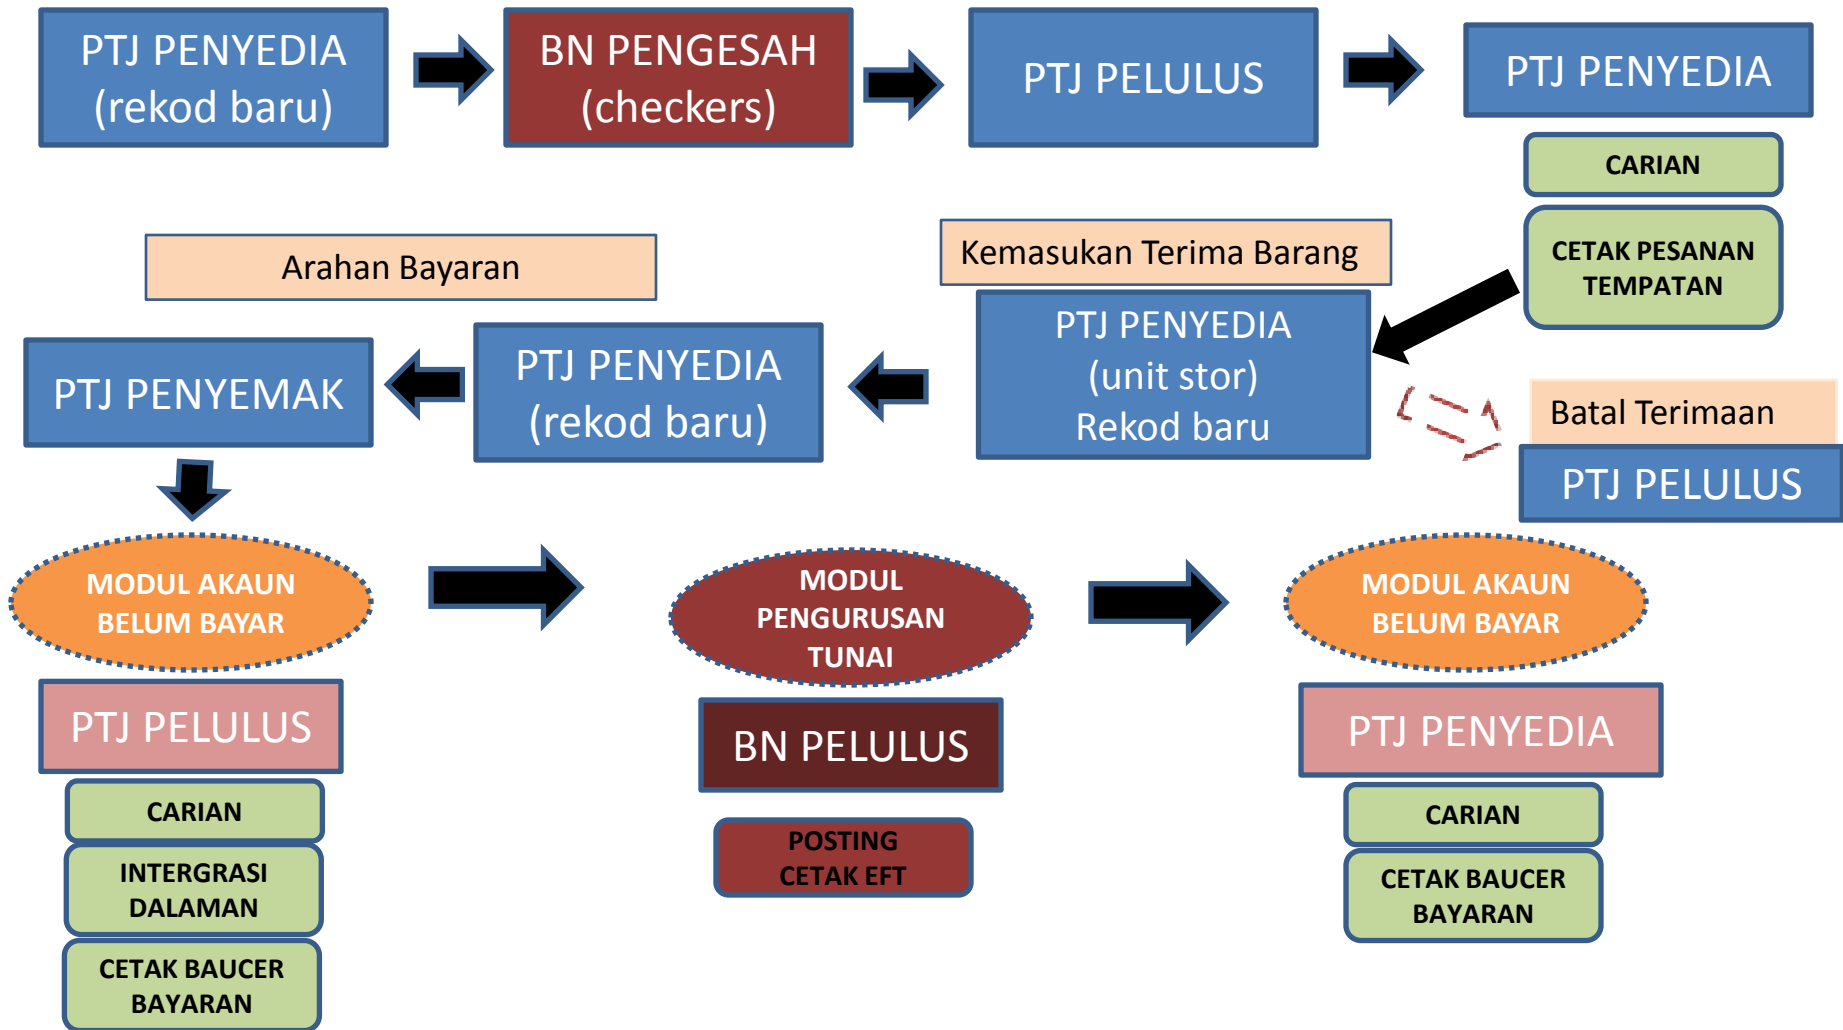 PTJ PENYEDIA
(rekod baru)
BN PENGESAH
(checkers)
PTJ PELULUS
PTJ PENYEDIA
CARIAN
CETAK PESANAN
TEMPATAN
Kemasukan Terima Barang
PTJ PENYEDIA
(unit stor)
Rekod baru
Batal Terimaan
PTJ PELULUS
Arahan Bayaran
PTJ PENYEDIA
(rekod baru)
PTJ PENYEMAK
MODUL AKAUN
BELUM BAYAR
PTJ PELULUS
CARIAN
INTERGRASI
DALAMAN
CETAK BAUCER
BAYARAN
MODUL
PENGURUSAN
TUNAI
BN PELULUS
POSTING
CETAK EFT
MODUL AKAUN
BELUM BAYAR
PTJ PENYEDIA
CARIAN
CETAK BAUCER
BAYARAN